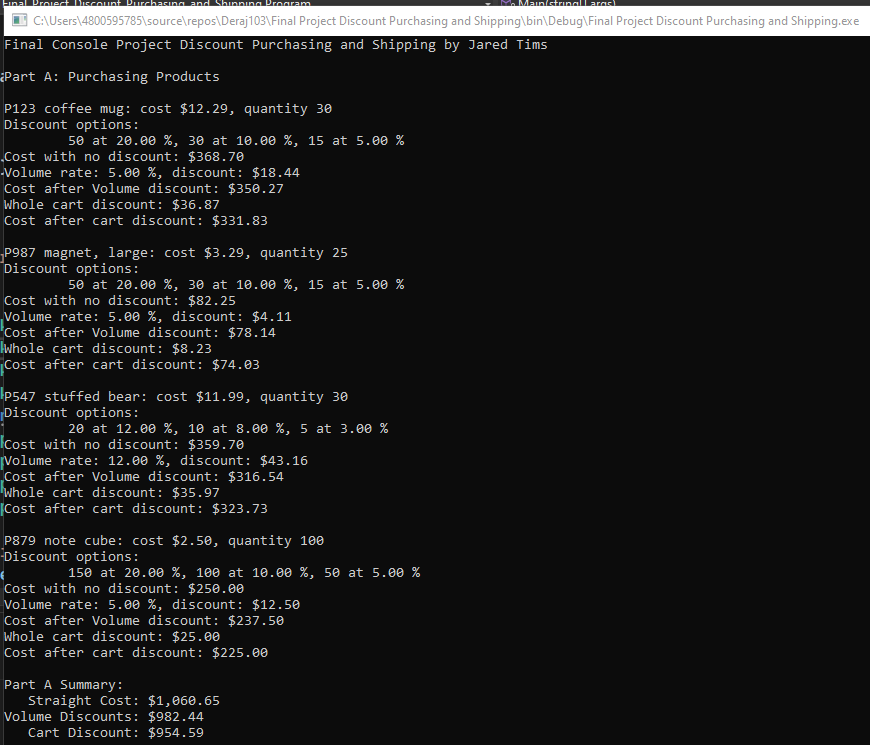 Final Project Discount Purchasing and Shipping Program Main(string[] args)
C:\Users\4800595785\source\repos\Deraj103\Final Project Discount Purchasing and Shipping\bin\Debug\Final Project Discount Purchasing and Shipping.exe
Final Console Project Discount Purchasing and Shipping by Jared Tims
Part A: Purchasing Products
P123 coffee mug: cost $12.29, quantity 30
Discount options:
50 at 20.00 %, 30 at 10.00 %, 15 at 5.00 %
Cost with no discount: $368.70
Volume rate: 5.00 %, discount: $18.44
Cost after Volume discount: $350.27
Whole cart discount: $36.87
Cost after cart discount: $331.83
P987 magnet, large: cost $3.29, quantity 25
Discount options:
50 at 20.00 %, 30 at 10.00 %, 15 at 5.00 %
Cost with no discount: $82.25
Volume rate: 5.00 %, discount: $4.11
Cost after Volume discount: $78.14
Whole cart discount: $8.23
Cost after cart discount: $74.03
P547 stuffed bear: cost $11.99, quantity 30
Discount options:
20 at 12.00 %, 10 at 8.00 %, 5 at 3.00 %
Cost with no discount: $359.70
Volume rate: 12.00 %, discount: $43.16
Cost after Volume discount: $316.54
Whole cart discount: $35.97
Cost after cart discount: $323.73
P879 note cube: cost $2.50, quantity 100
Discount options:
150 at 20.00 %, 100 at 10.00 %, 50 at 5.00 %
Cost with no discount: $250.00
Volume rate: 5.00 %, discount: $12.50
Cost after Volume discount: $237.50
Whole cart discount: $25.00
Cost after cart discount: $225.00
Part A Summary:
Straight Cost: $1,060.65
Volume Discounts: $982.44
Cart Discount: $954.59